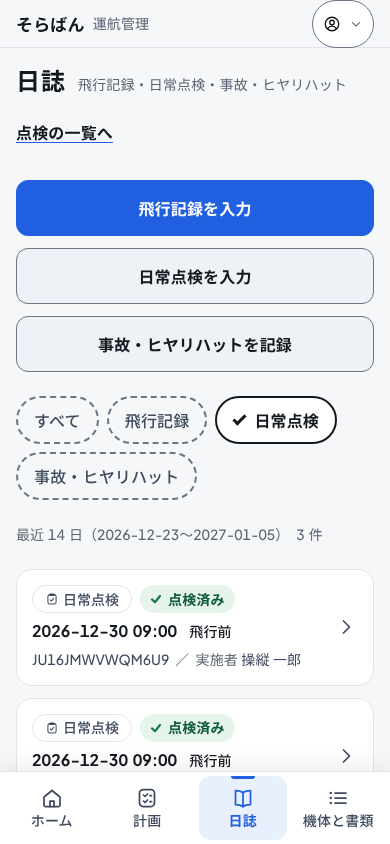 そらばん 運航管理
日誌 飛行記録・日常点検・事故・ヒヤリハット
点検の一覧へ
飛行記録を入力
日常点検を入力
事故・ヒヤリハットを記録
すべて 飛行記録 日常点検
事故・ヒヤリハット
最近 14 日（2026-12-23〜2027-01-05） 3 件
日常点検 点検済み
2026-12-30 09:00 飛行前
JU16JMWVWQM6U9 ／ 実施者 操縦 一郎
日常点検 点検済み
2026-12-30 09:00 飛行前
ホーム 計画 日誌 機体と書類